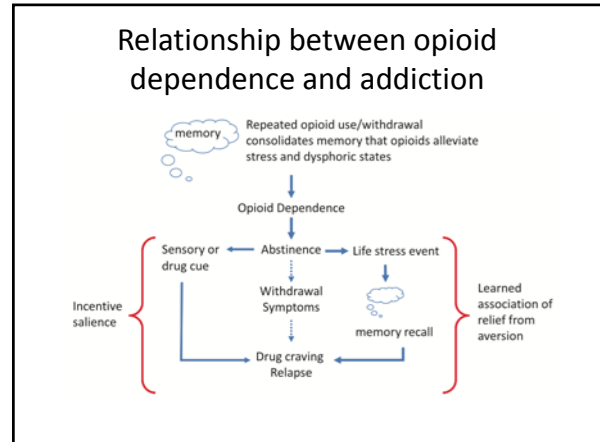 Relationship between opioid
dependence and addiction
memory
Repeated opioid use/withdrawal
consolidates memory that opioids alleviate
stress and dysphoric states
Opioid Dependence
Sensory or
drug cue
Abstinence
Life stress event
Incentive
salience
Withdrawal
Symptoms
memory recall
Learned
association of
relief from
aversion
Drug craving
Relapse